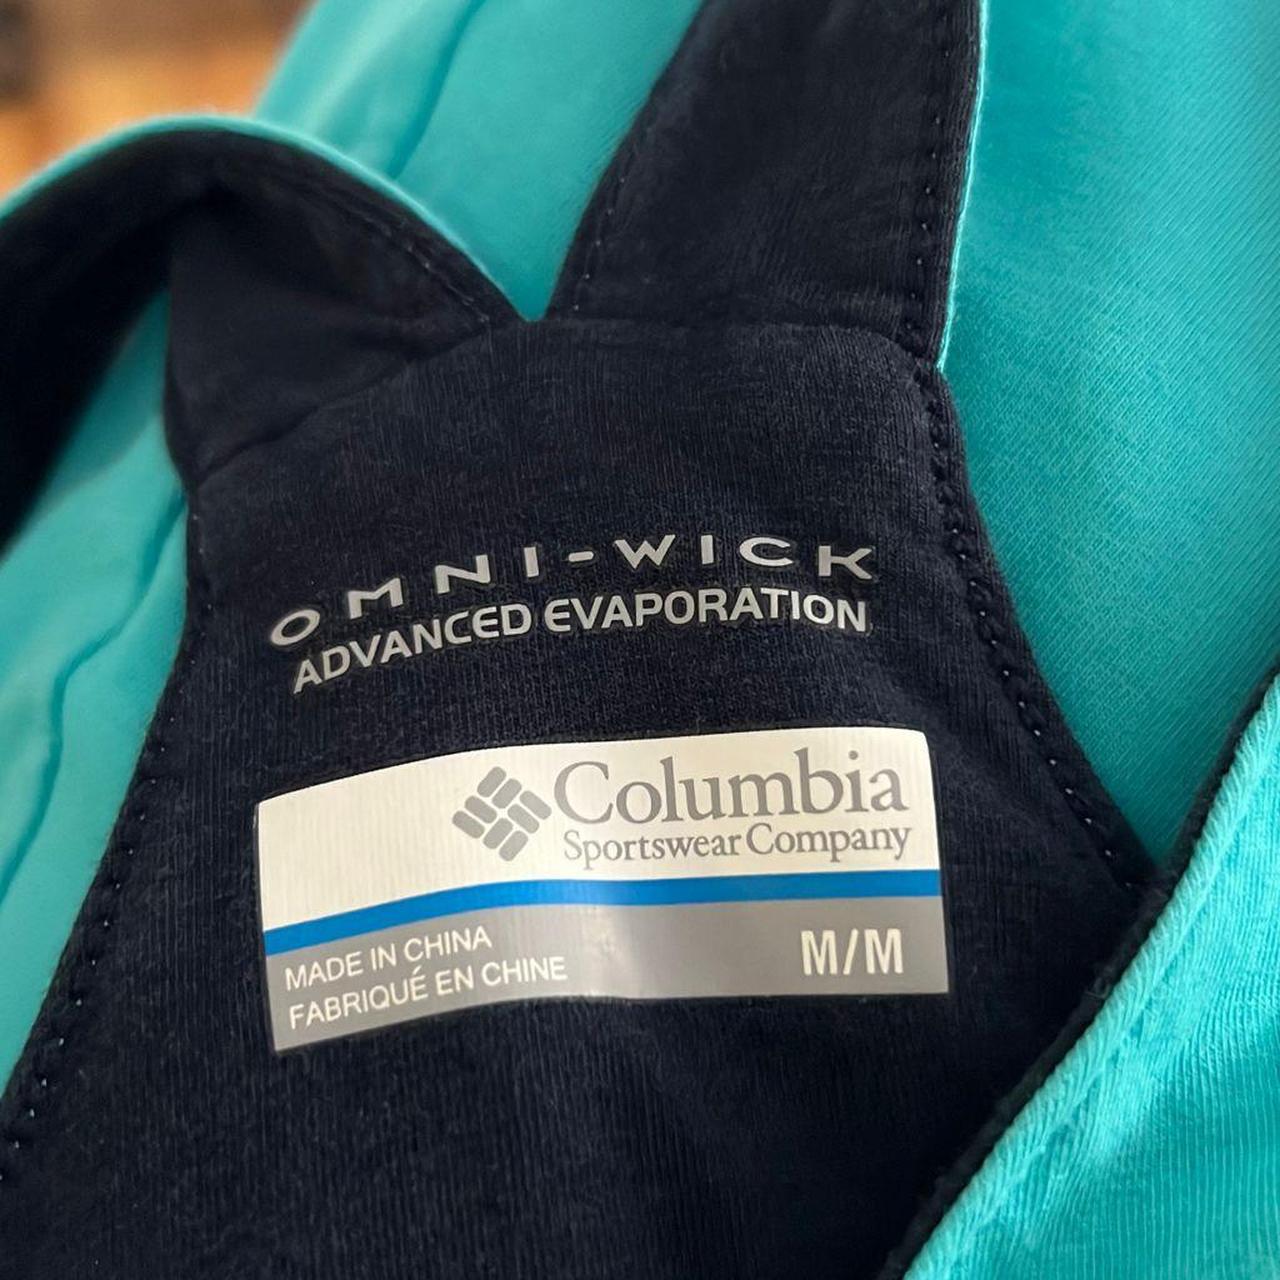 OMNI-WICK
ADVANCED EVAPORATION
Columbia
Sportswear Company
MADE IN CHINA
FABRIQUÉ EN CHINE
M/M